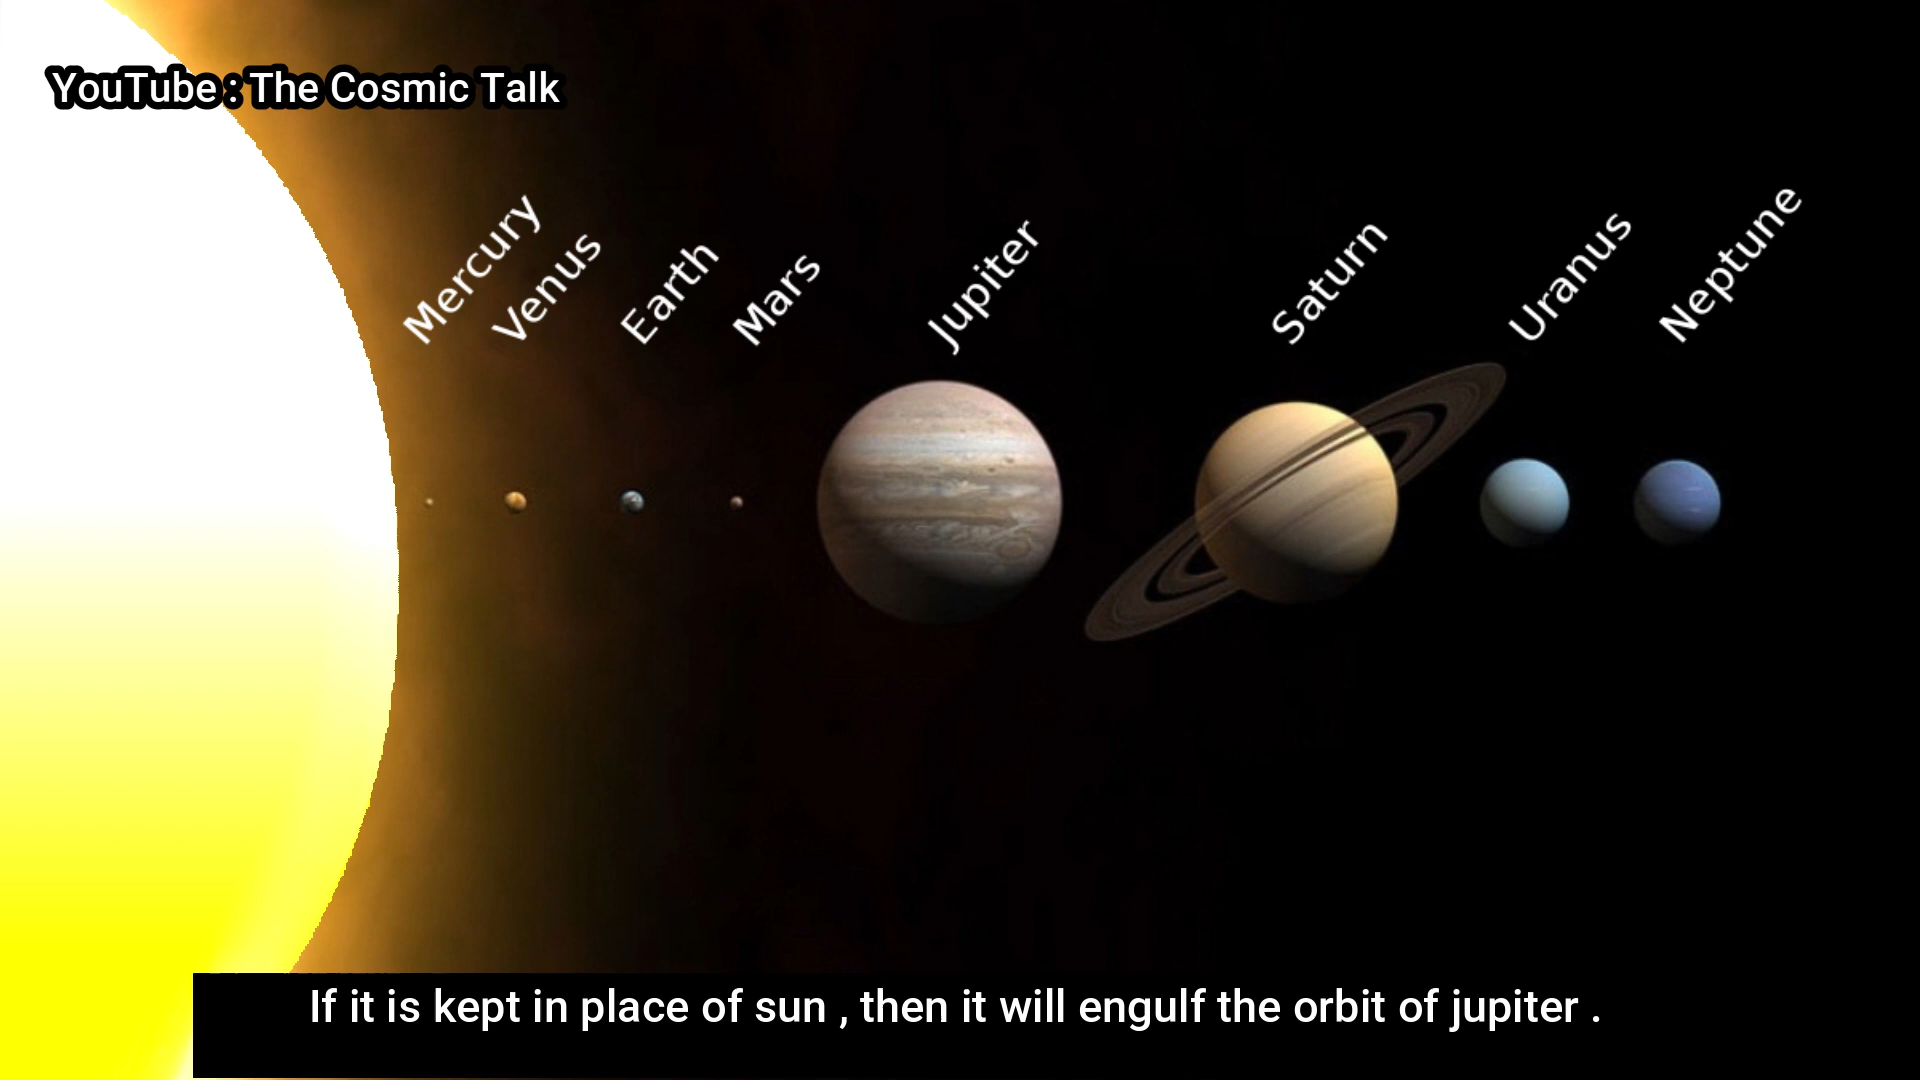 YouTube : The Cosmic Talk
Mercury
Venus
Earth
Mars
Jupiter
Saturn
Uranus
Neptune
If it is kept in place of sun , then it will engulf the orbit of jupiter .